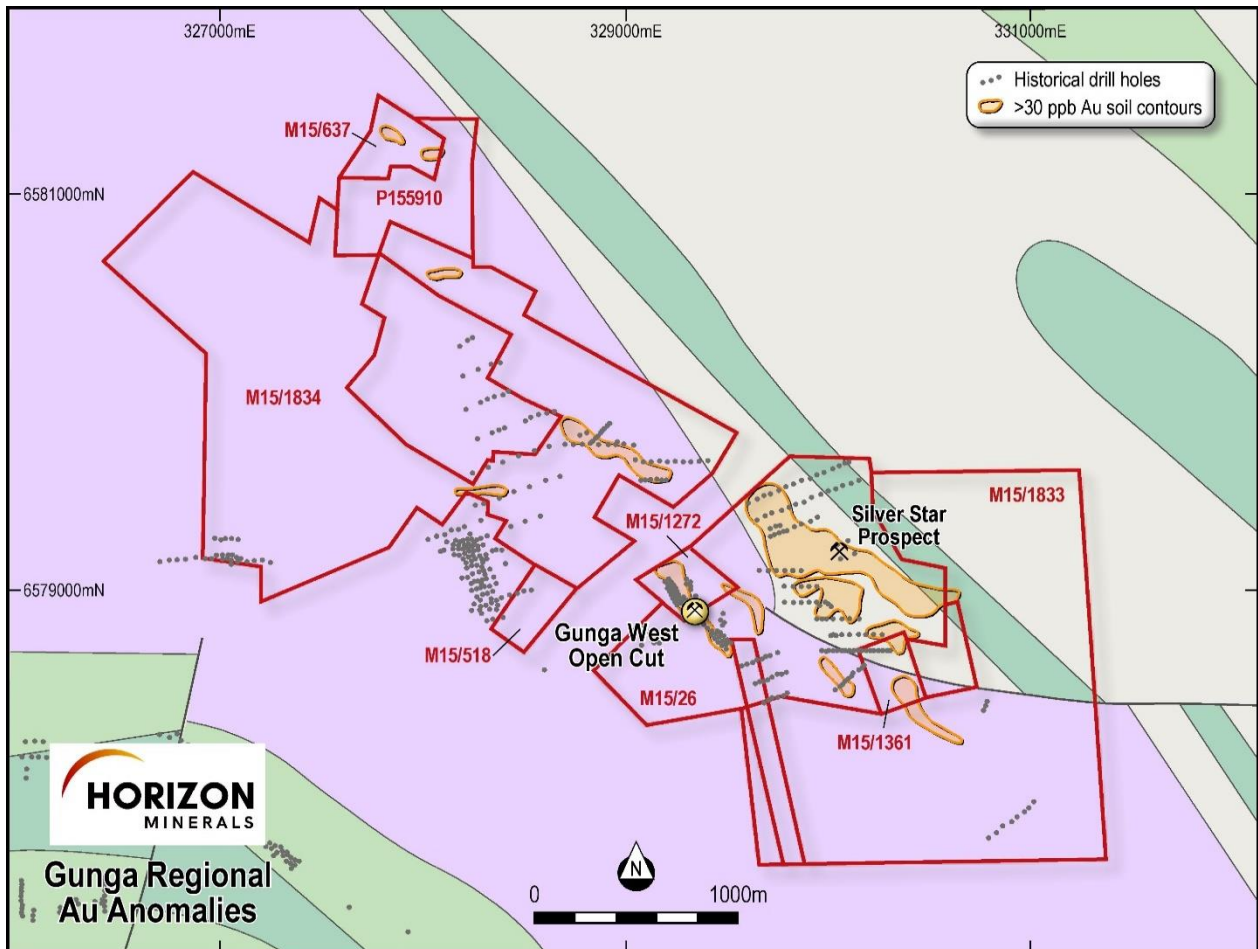 327000mE
329000mE
331000mE
Historical drill holes
>30 ppb Au soil contours
M15/637
6581000mN
P155910
M15/1834
M15/1833
M15/1272
Silver Star
Prospect
6579000mN
Gunga West
Open Cut
M15/518
M15/26
M15/1361
HORIZON
MINERALS
Gunga Regional
Au Anomalies
N
0
1000m